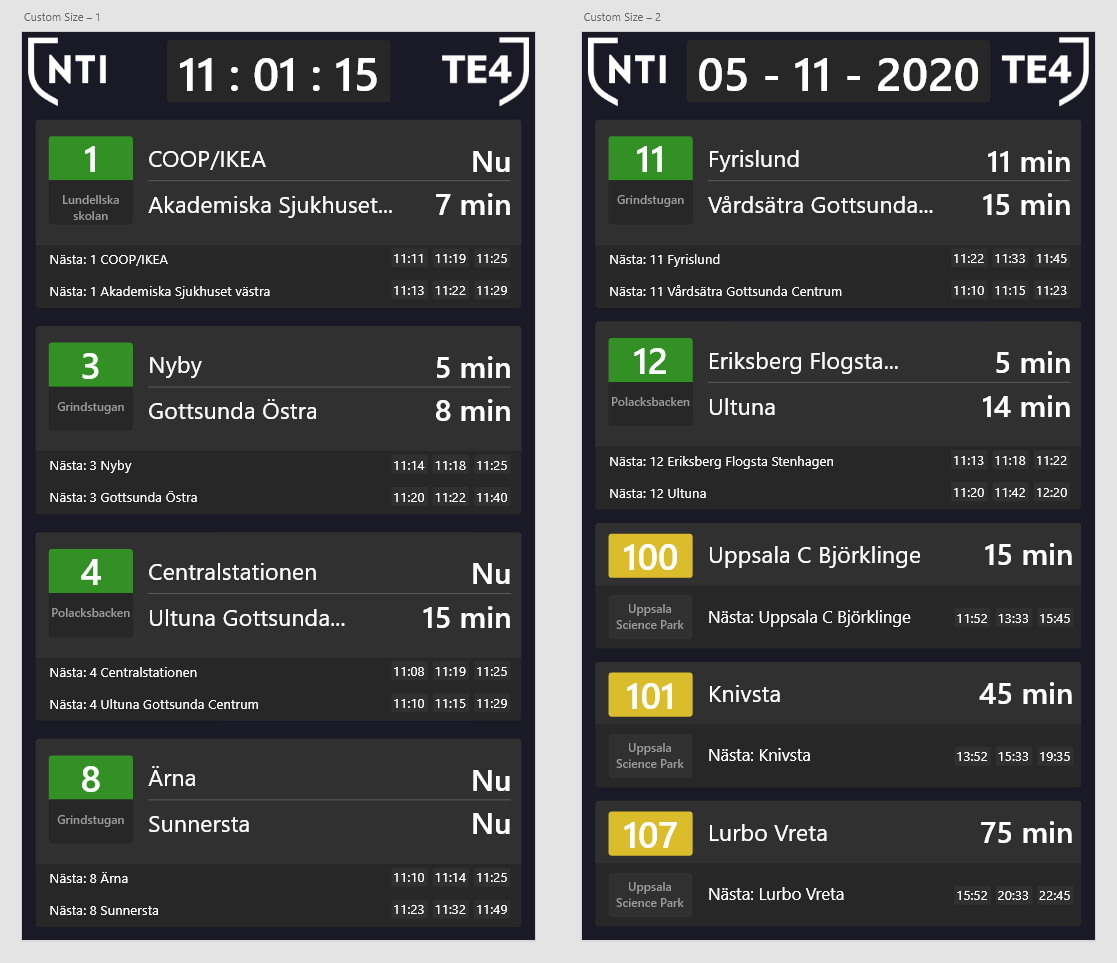 Custom Size – 1
NTI
11 : 01 : 15
TE4
1
COOP/IKEA
Nu
Lundellska
skolan
Akademiska Sjukhuset...
7 min
Nästa: 1 COOP/IKEA
11:11 11:19 11:25
Nästa: 1 Akademiska Sjukhuset västra
11:13 11:22 11:29
3
Nyby
5 min
Grindstugan
Gottsunda Östra
8 min
Nästa: 3 Nyby
11:14 11:18 11:25
Nästa: 3 Gottsunda Östra
11:20 11:22 11:40
4
Centralstationen
Nu
Polacksbacken
Ultuna Gottsunda...
15 min
Nästa: 4 Centralstationen
11:08 11:19 11:25
Nästa: 4 Ultuna Gottsunda Centrum
11:10 11:15 11:29
8
Ärna
Nu
Grindstugan
Sunnersta
Nu
Nästa: 8 Ärna
11:10 11:14 11:25
Nästa: 8 Sunnersta
11:23 11:32 11:49
Custom Size – 2
NTI
05 - 11 - 2020
TE4
11
Fyrislund
11 min
Grindstugan
Vårdsätra Gottsunda...
15 min
Nästa: 11 Fyrislund
11:22 11:33 11:45
Nästa: 11 Vårdsätra Gottsunda Centrum
11:10 11:15 11:23
12
Eriksberg Flogsta...
5 min
Polacksbacken
Ultuna
14 min
Nästa: 12 Eriksberg Flogsta Stenhagen
11:13 11:18 11:22
Nästa: 12 Ultuna
11:20 11:42 12:20
100
Uppsala C Björklinge
15 min
Uppsala
Science Park
Nästa: Uppsala C Björklinge
11:52 13:33 15:45
101
Knivsta
45 min
Uppsala
Science Park
Nästa: Knivsta
13:52 15:33 19:35
107
Lurbo Vreta
75 min
Uppsala
Science Park
Nästa: Lurbo Vreta
15:52 20:33 22:45